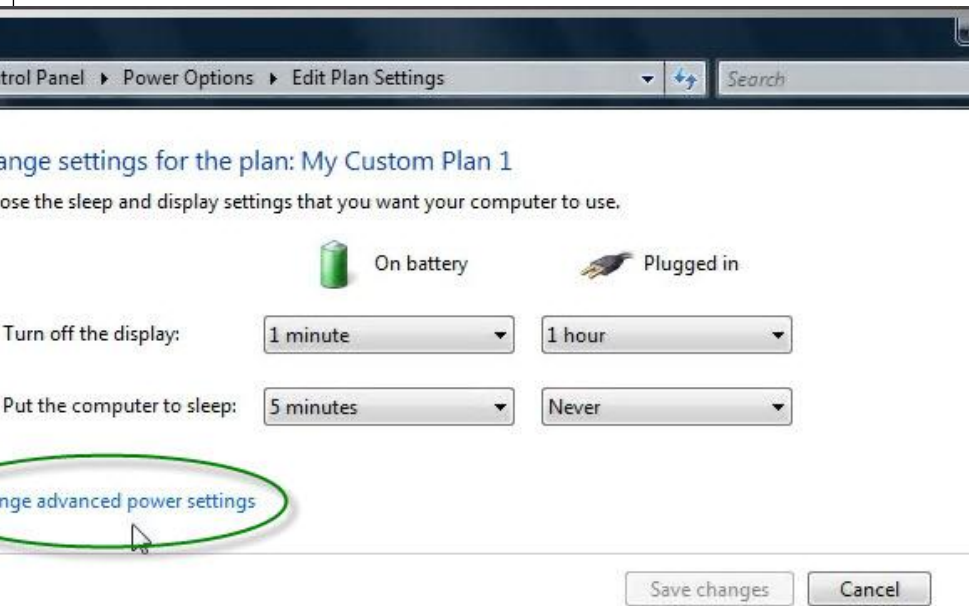 trol Panel ▸ Power Options ▸ Edit Plan Settings Search
ange settings for the plan: My Custom Plan 1
ose the sleep and display settings that you want your computer to use.
On battery Plugged in
Turn off the display: 1 minute 1 hour
Put the computer to sleep: 5 minutes Never
nge advanced power settings
Save changes Cancel